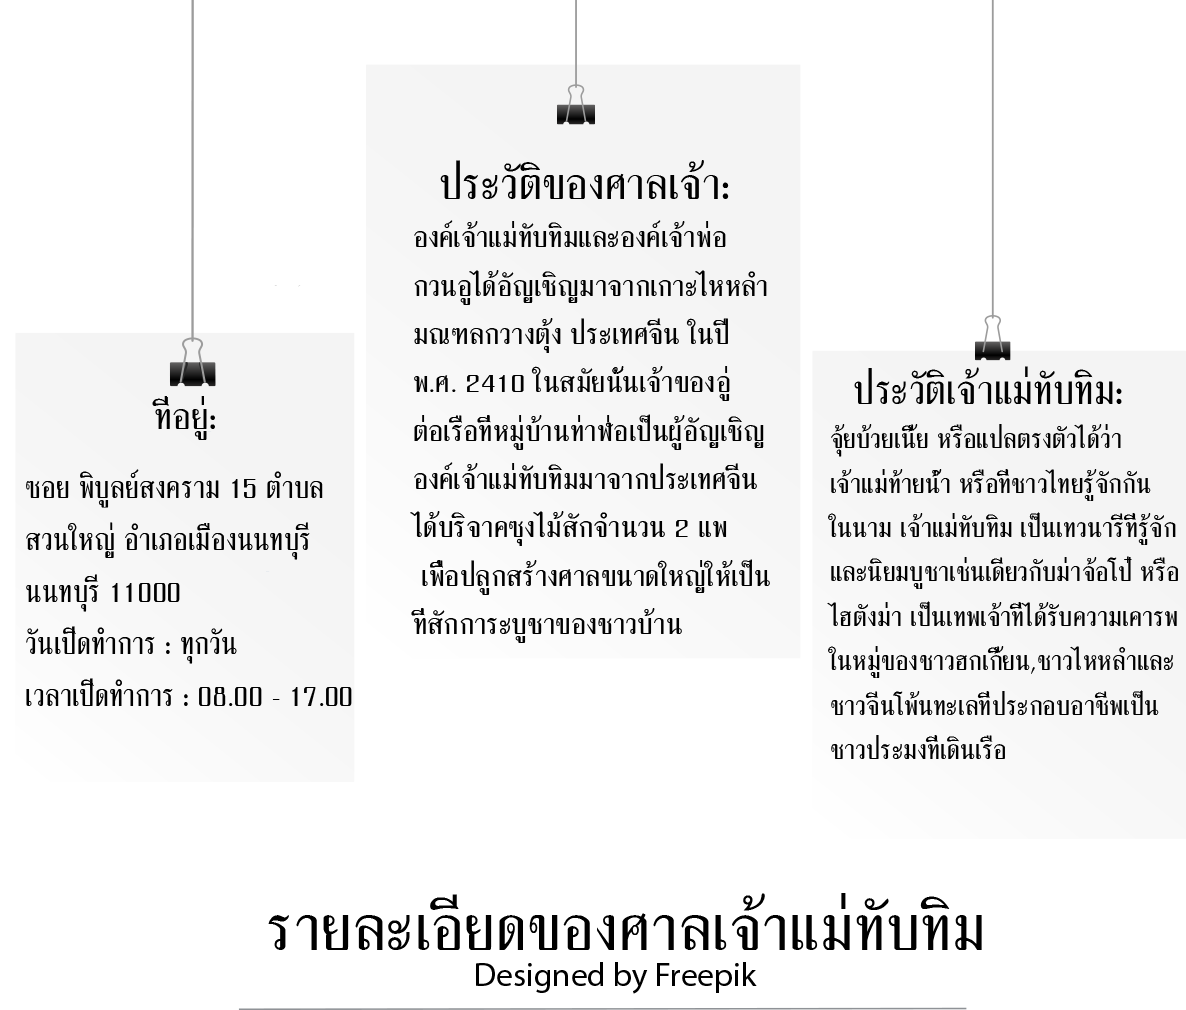 ที่อยู่:
ซอย พิบูลย์สงคราม 15 ตำบล
สวนใหญ่ อำเภอเมืองนนทบุรี
นนทบุรี 11000
วันเปิดทำการ : ทุกวัน
เวลาเปิดทำการ : 08.00 - 17.00
ประวัติของศาลเจ้า:
องค์เจ้าแม่ทับทิมและองค์เจ้าพ่อ
กวนอูได้อัญเชิญมาจากเกาะไหหลำ
มณฑลกวางตุ้ง ประเทศจีน ในปี
พ.ศ. 2410 ในสมัยนั้นเจ้าของอู่
ต่อเรือที่หมู่บ้านท่าฬ่อเป็นผู้อัญเชิญ
องค์เจ้าแม่ทับทิมมาจากประเทศจีน
ได้บริจาคซุงไม้สักจำนวน 2 แพ
เพื่อปลูกสร้างศาลขนาดใหญ่ให้เป็น
ที่สักการะบูชาของชาวบ้าน
ประวัติเจ้าแม่ทับทิม:
จุ้ยบ้วยเนี้ย หรือแปลตรงตัวได้ว่า
เจ้าแม่ท้ายน้ำ หรือที่ชาวไทยรู้จักกัน
ในนาม เจ้าแม่ทับทิม เป็นเทวนารีที่รู้จัก
และนิยมบูชาเช่นเดียวกับม่าจ้อโป๋ หรือ
ไฮตังม่า เป็นเทพเจ้าที่ได้รับความเคารพ
ในหมู่ของชาวฮกเกี้ยน,ชาวไหหลำและ
ชาวจีนโพ้นทะเลที่ประกอบอาชีพเป็น
ชาวประมงที่เดินเรือ
รายละเอียดของศาลเจ้าแม่ทับทิม
Designed by Freepik